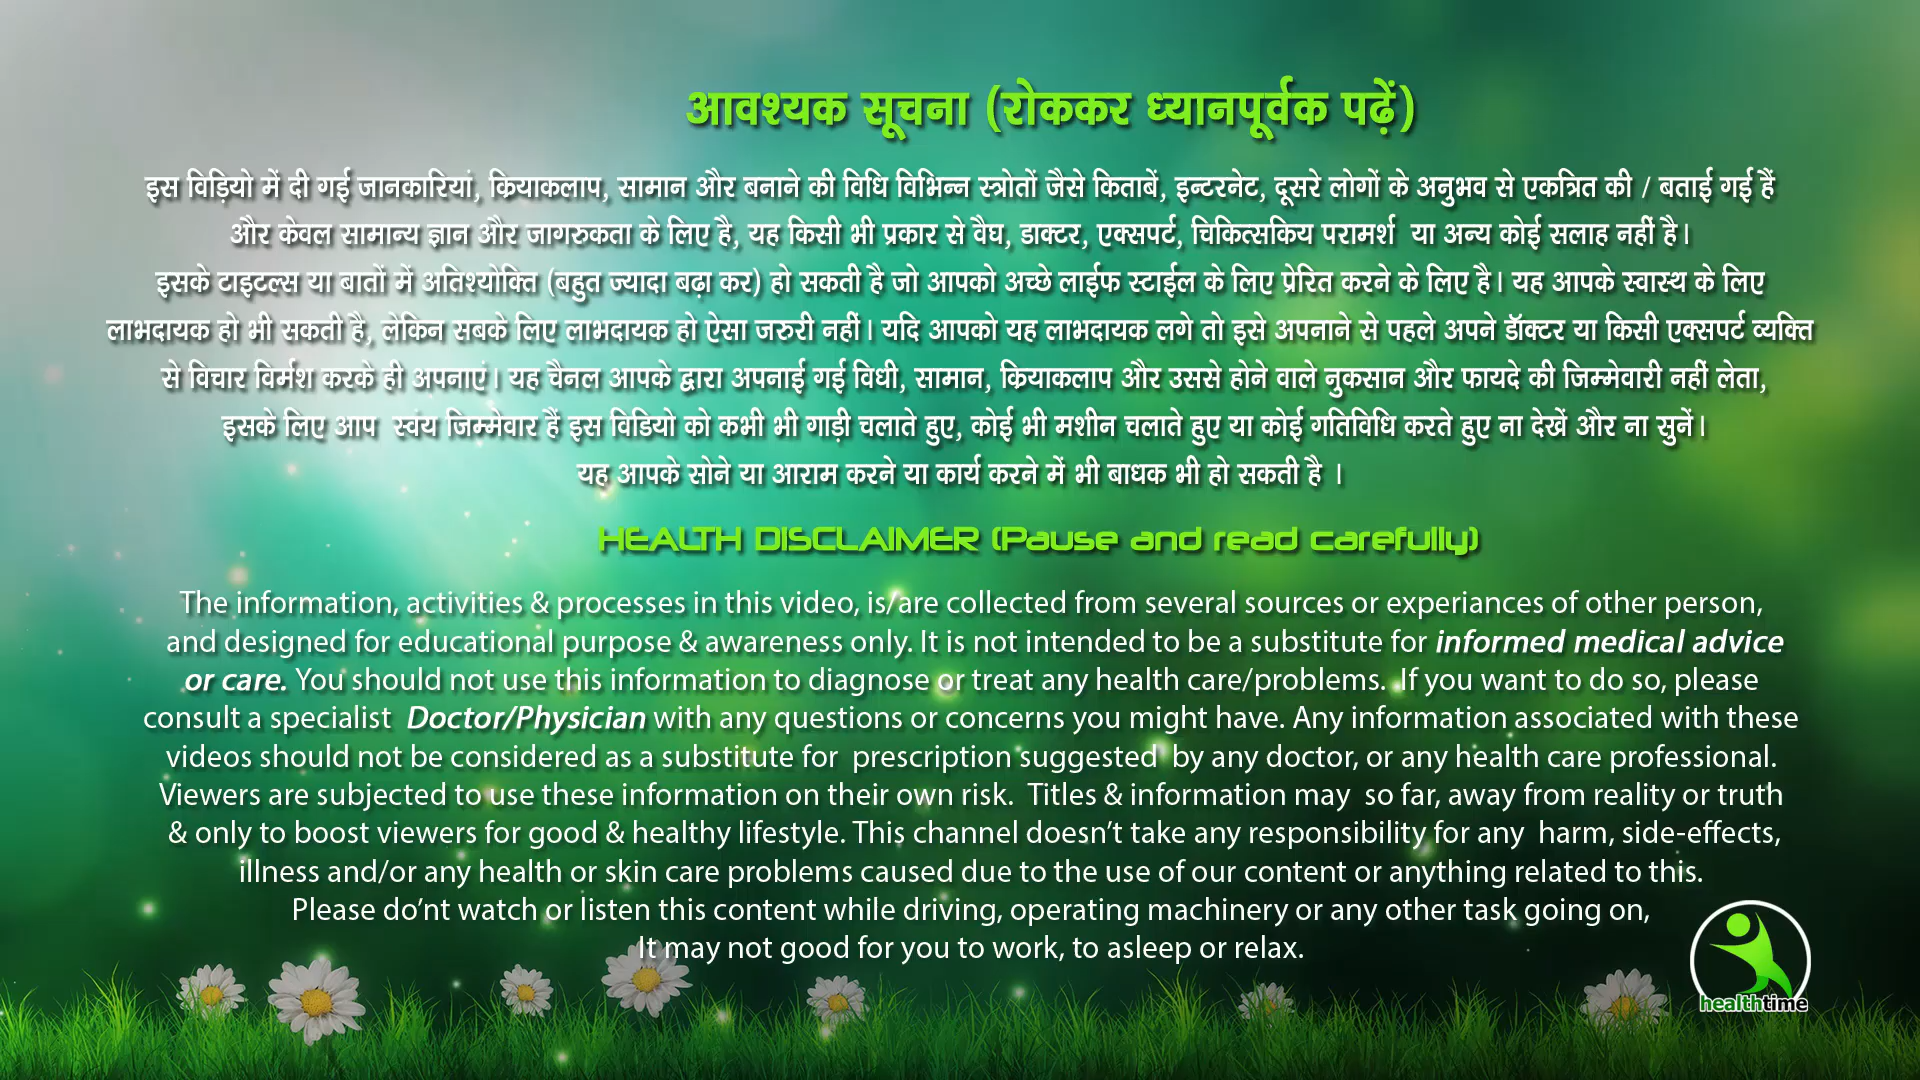 आवश्यक सूचना (रोककर ध्यानपूर्वक पढ़ें)
इस विड़ियो में दी गई जानकारियां, क्रियाकलाप, सामान और बनाने की विधि विभिन्न स्त्रोतों जैसे किताबें, इन्टरनेट, दूसरे लोगों के अनुभव से एकत्रित की / बताई गई हैं
और केवल सामान्य ज्ञान और जागरुकता के लिए है, यह किसी भी प्रकार से वैघ, डाक्टर, एक्सपर्ट, चिकित्सकिय परामर्श या अन्य कोई सलाह नहीं है।
इसके टाइटल्स या बातों में अतिश्योक्ति (बहुत ज्यादा बढ़ा कर) हो सकती है जो आपको अच्छे लाईफ स्टाईल के लिए प्रेरित करने के लिए है। यह आपके स्वास्थ के लिए
लाभदायक हो भी सकती है, लेकिन सबके लिए लाभदायक हो ऐसा जरुरी नहीं। यदि आपको यह लाभदायक लगे तो इसे अपनाने से पहले अपने डॅाक्टर या किसी एक्सपर्ट व्यक्ति
से विचार विर्मश करके ही अपनाएं। यह चैनल आपके द्वारा अपनाई गई विधी, सामान, क्रियाकलाप और उससे होने वाले नुकसान और फायदे की जिम्मेवारी नहीं लेता,
इसके लिए आप स्वंय जिम्मेवार हैं इस विडियो को कभी भी गाड़ी चलाते हुए, कोई भी मशीन चलाते हुए या कोई गतिविधि करते हुए ना देखें और ना सुनें।
यह आपके सोने या आराम करने या कार्य करने में भी बाधक भी हो सकती है ।
HEALTH DISCLAIMER (Pause and read carefully)
The information, activities & processes in this video, is/are collected from several sources or experiances of other person,
and designed for educational purpose & awareness only. It is not intended to be a substitute for informed medical advice
or care. You should not use this information to diagnose or treat any health care/problems. If you want to do so, please
consult a specialist Doctor/Physician with any questions or concerns you might have. Any information associated with these
videos should not be considered as a substitute for prescription suggested by any doctor, or any health care professional.
Viewers are subjected to use these information on their own risk. Titles & information may so far, away from reality or truth
& only to boost viewers for good & healthy lifestyle. This channel doesn’t take any responsibility for any harm, side-effects,
illness and/or any health or skin care problems caused due to the use of our content or anything related to this.
Please do’nt watch or listen this content while driving, operating machinery or any other task going on,
It may not good for you to work, to asleep or relax.
healthtime